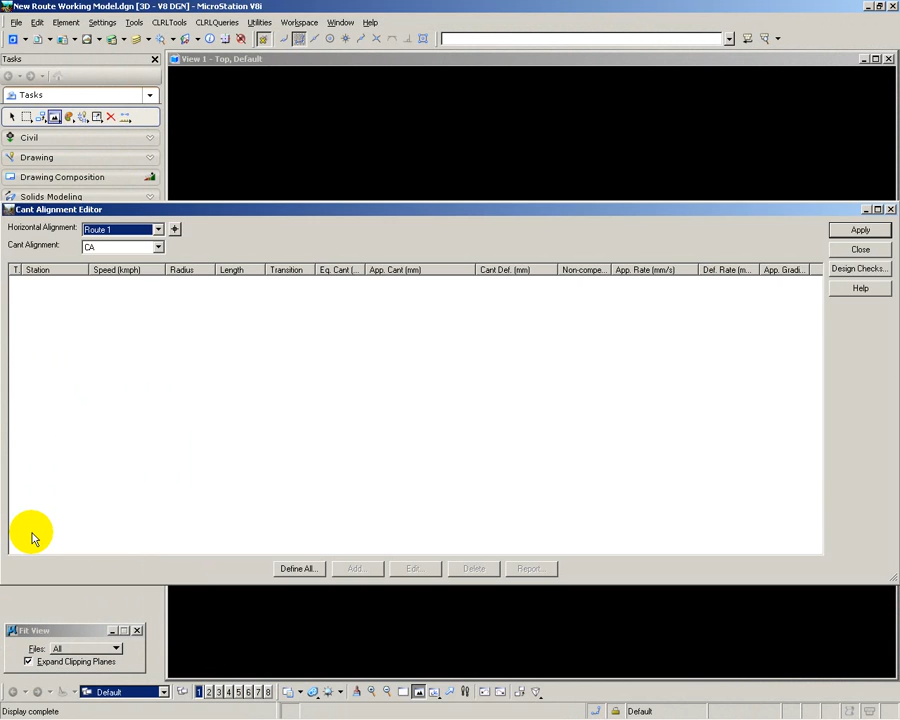 New Route Working Model.dgn [3D - V8 DGN] - MicroStation V8i
File Edit Element Settings Tools CLRLTools CLRLQueries Utilities Workspace Window Help
Tasks
View 1 - Top, Default
Tasks
Civil
Drawing
Drawing Composition
Solids Modeling
Cant Alignment Editor
Horizontal Alignment: Route 1
Apply
Cant Alignment: CA
Close
T. Station Speed (kmph) Radius Length Transition Eq. Cant (... App. Cant (mm) Cant Def. (mm) Non-compe... App. Rate (mm/s) Def. Rate (m... App. Gradi...
Design Checks...
Help
Define All... Add... Edit... Delete Report...
Fit View
Files: All
Expand Clipping Planes
Default 1 2 3 4 5 6 7 8
Display complete Default